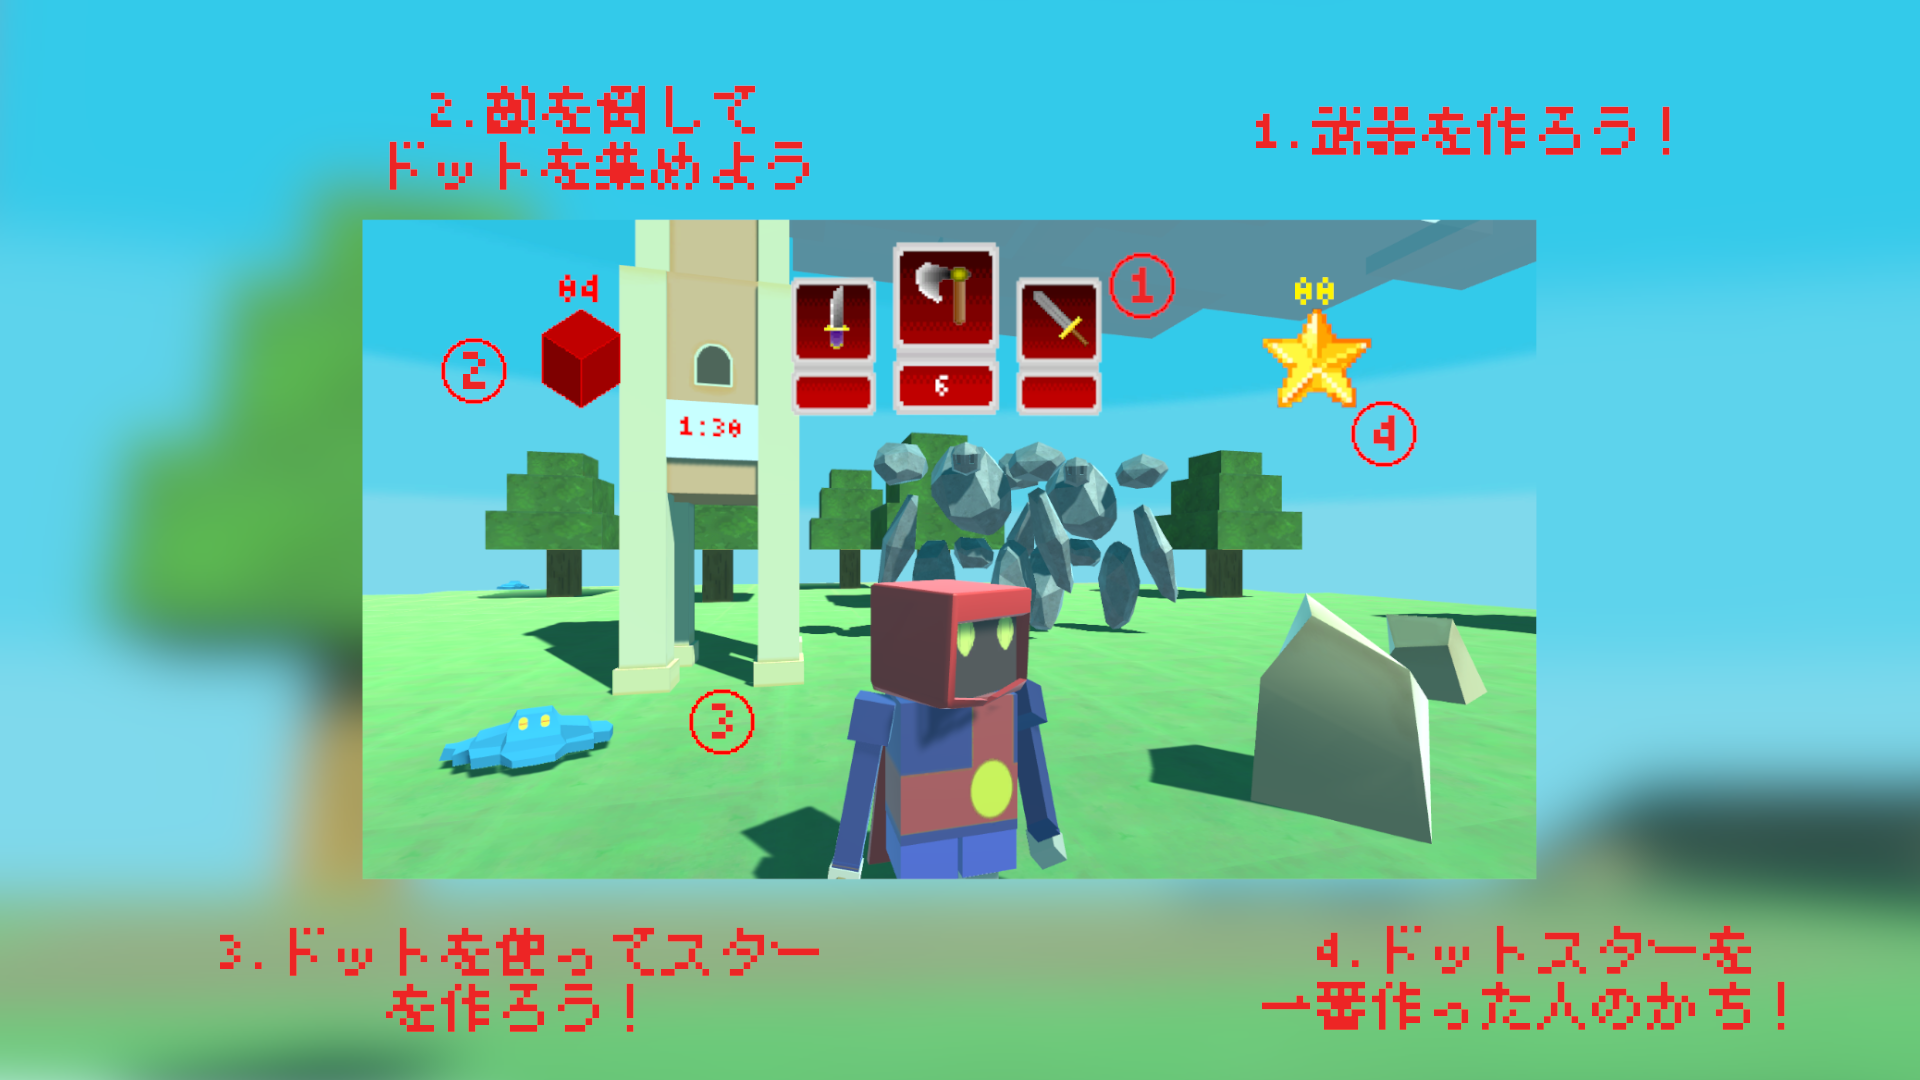 2.敵を倒して
ドットを集めよう
1.武器を作ろう!
04
00
1
2
6
1:30
4
3
3.ドットを使ってスター
を作ろう!
4.ドットスターを
一番作った人のかち!